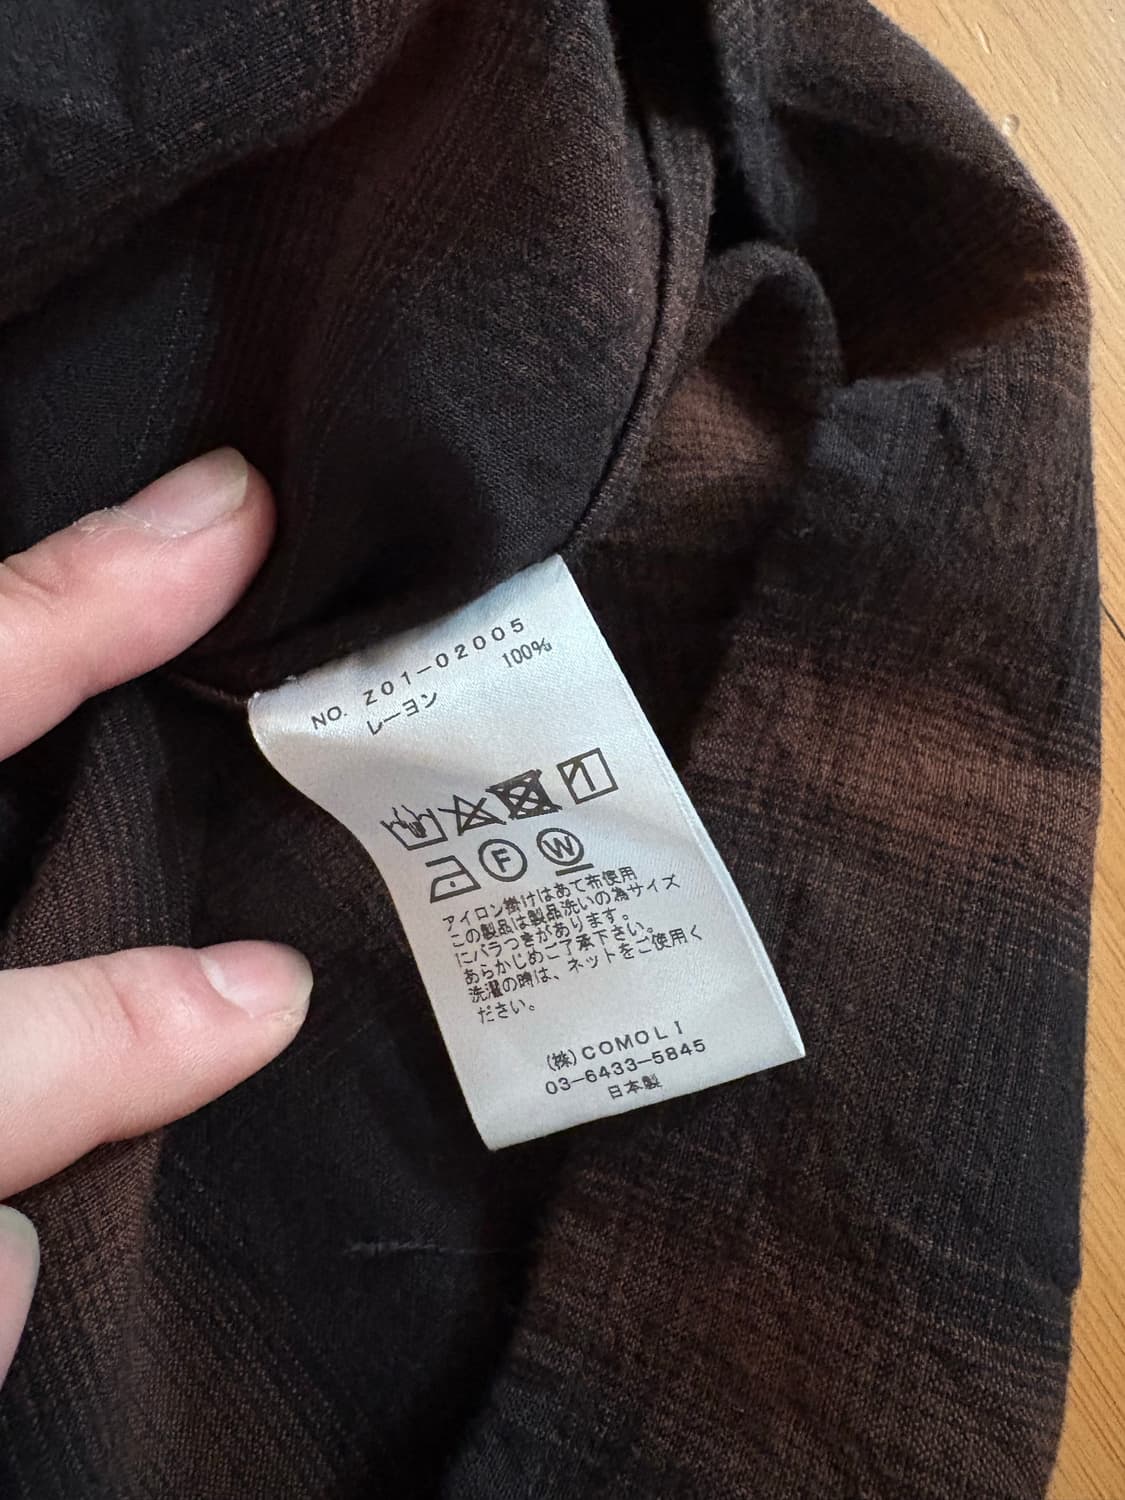 NO. Z01-02005
レーヨン 100%
F W
アイロン掛けはあて布使用
この製品は製品洗いの為サイズ
にバラつきがあります。
あらかじめご了承下さい。
洗濯の時は、ネットをご使用く
ださい。
(株)COMOLI
03-6433-5845
日本製